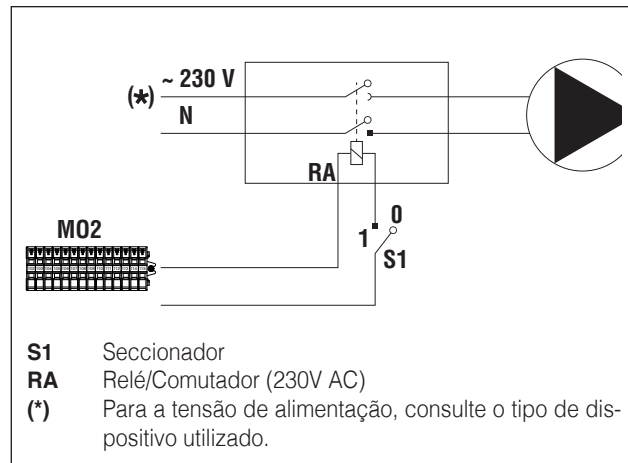 ~ 230 V
(*)
N
RA
MO2
0
1
S1
S1 Seccionador
RA Relé/Comutador (230V AC)
(*) Para a tensão de alimentação, consulte o tipo de dis-
positivo utilizado.